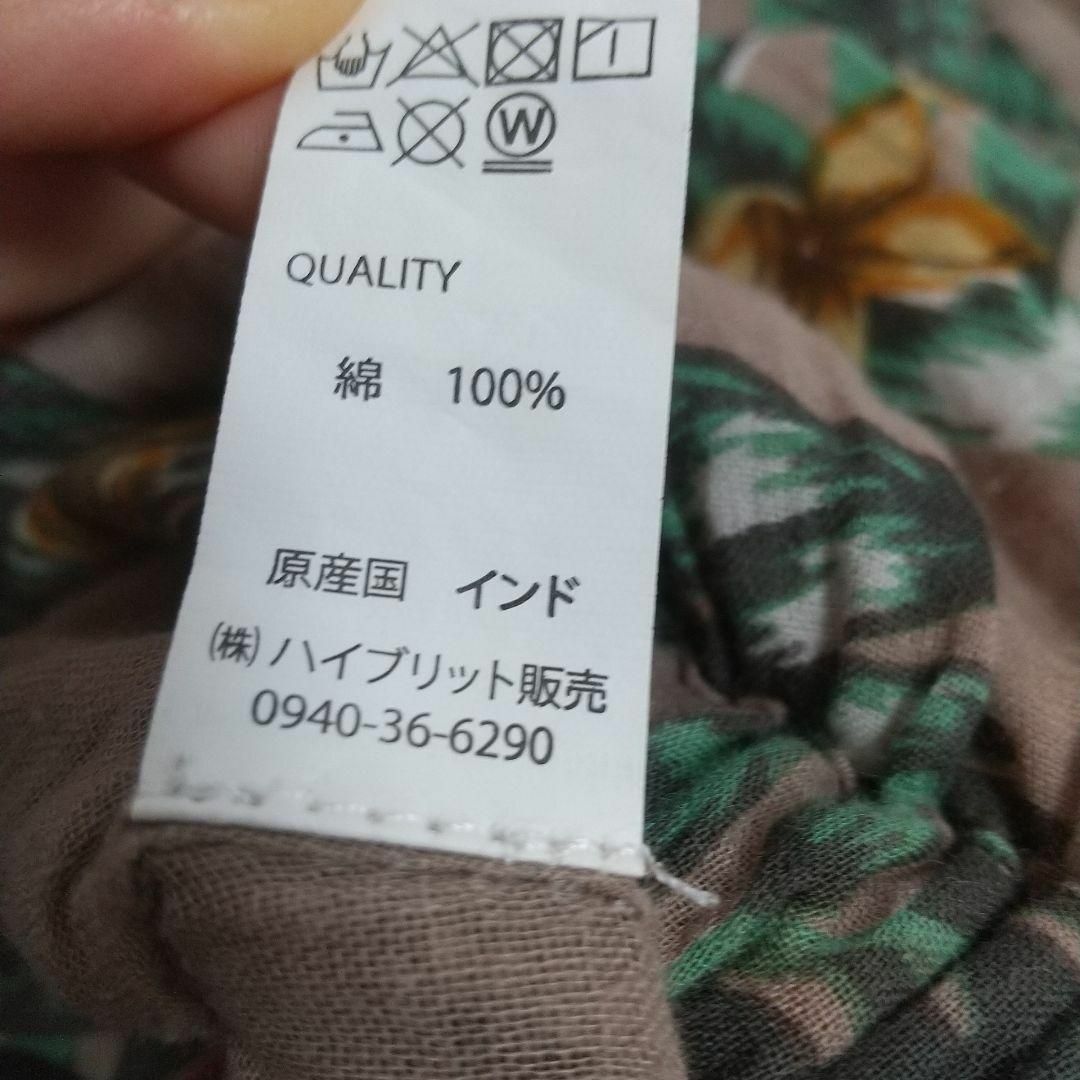 W
QUALITY
綿 100%
原産国 インド
(株)ハイブリット販売
0940-36-6290